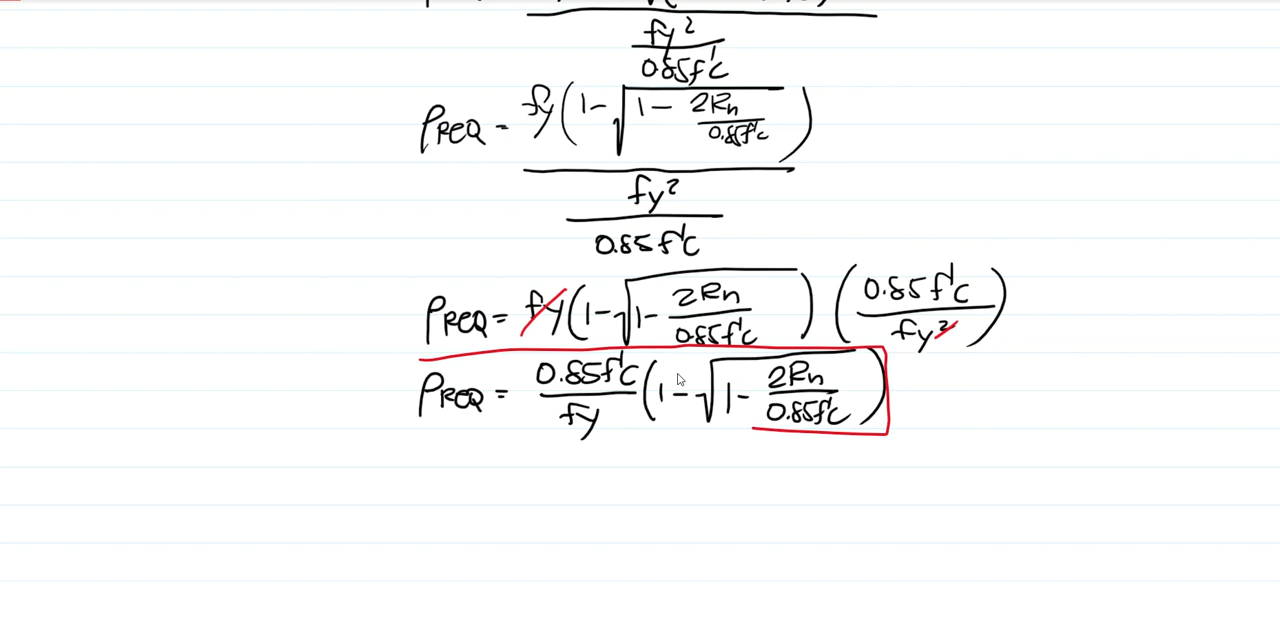 fy²
0.85f'c
ρREQ = fy(1-√(1 - 2Rn/0.85f'c))
fy²
0.85f'c
ρREQ = fy(1-√(1- 2Rn/0.85f'c)) (0.85f'c/fy²)
ρREQ = 0.85f'c/fy (1-√(1- 2Rn/0.85f'c))